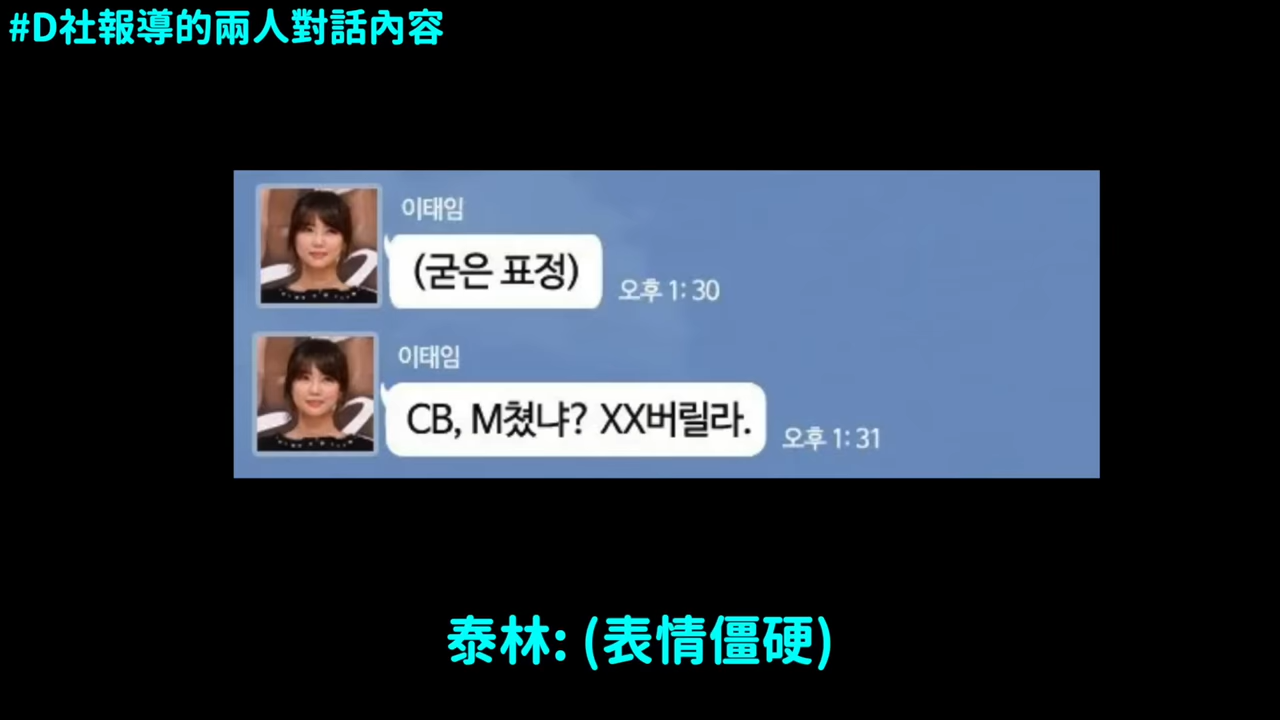 #D社報導的兩人對話內容
이태임
(굳은 표정)
오후 1:30
이태임
CB, M쳤냐? XX버릴라.
오후 1:31
泰林: (表情僵硬)